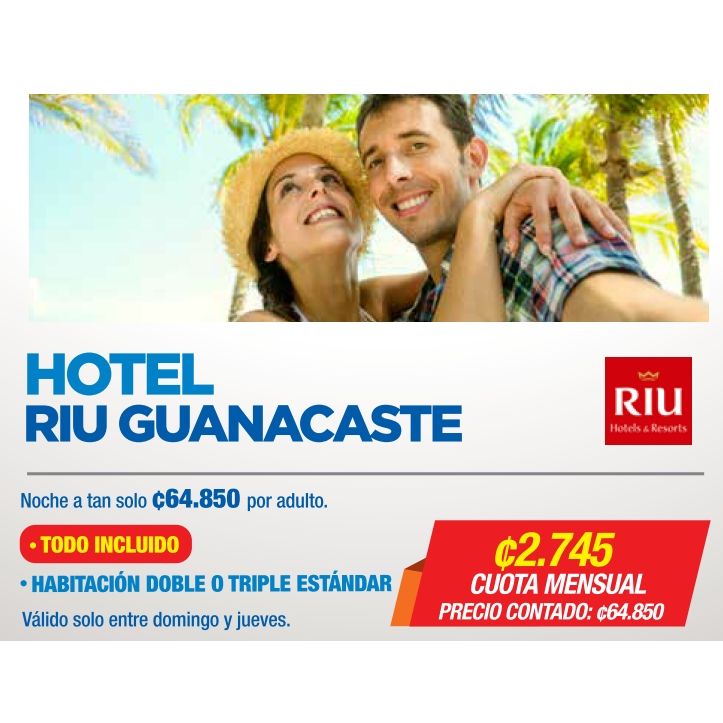 HOTEL
RIU GUANACASTE
RIU
Hotels & Resorts
Noche a tan solo ¢64.850 por adulto.
• TODO INCLUIDO
• HABITACIÓN DOBLE O TRIPLE ESTÁNDAR
Válido solo entre domingo y jueves.
¢2.745
CUOTA MENSUAL
PRECIO CONTADO: ¢64.850